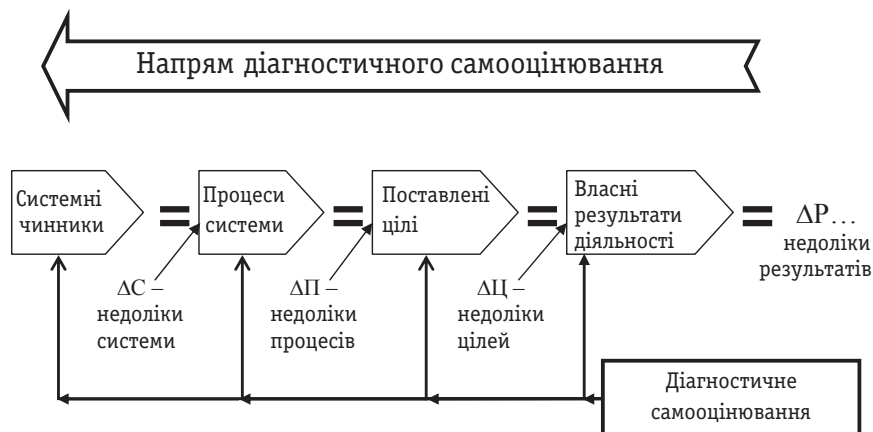 Напрям діагностичного самооцінювання
Системні
чинники
=
Процеси
системи
=
Поставлені
цілі
=
Власні
результати
діяльності
=
ΔР...
недоліки
результатів
ΔС –
недоліки
системи
ΔП –
недоліки
процесів
ΔЦ –
недоліки
цілей
Діагностичне
самооцінювання